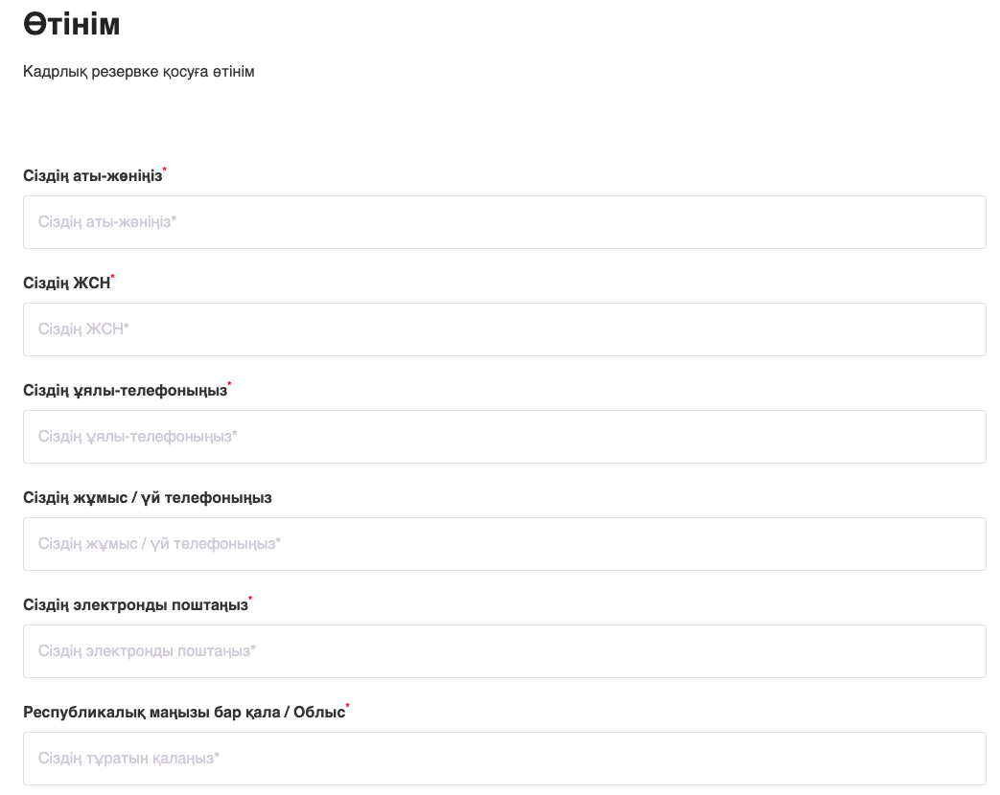 Өтінім
Кадрлық резервке қосуға өтінім
Сіздің аты-жөніңіз*
Сіздің аты-жөніңіз*
Сіздің ЖСН*
Сіздің ЖСН*
Сіздің ұялы-телефоныңыз*
Сіздің ұялы-телефоныңыз*
Сіздің жұмыс / үй телефоныңыз
Сіздің жұмыс / үй телефоныңыз*
Сіздің электронды поштаңыз*
Сіздің электронды поштаңыз*
Республикалық маңызы бар қала / Облыс*
Сіздің тұратын қалаңыз*